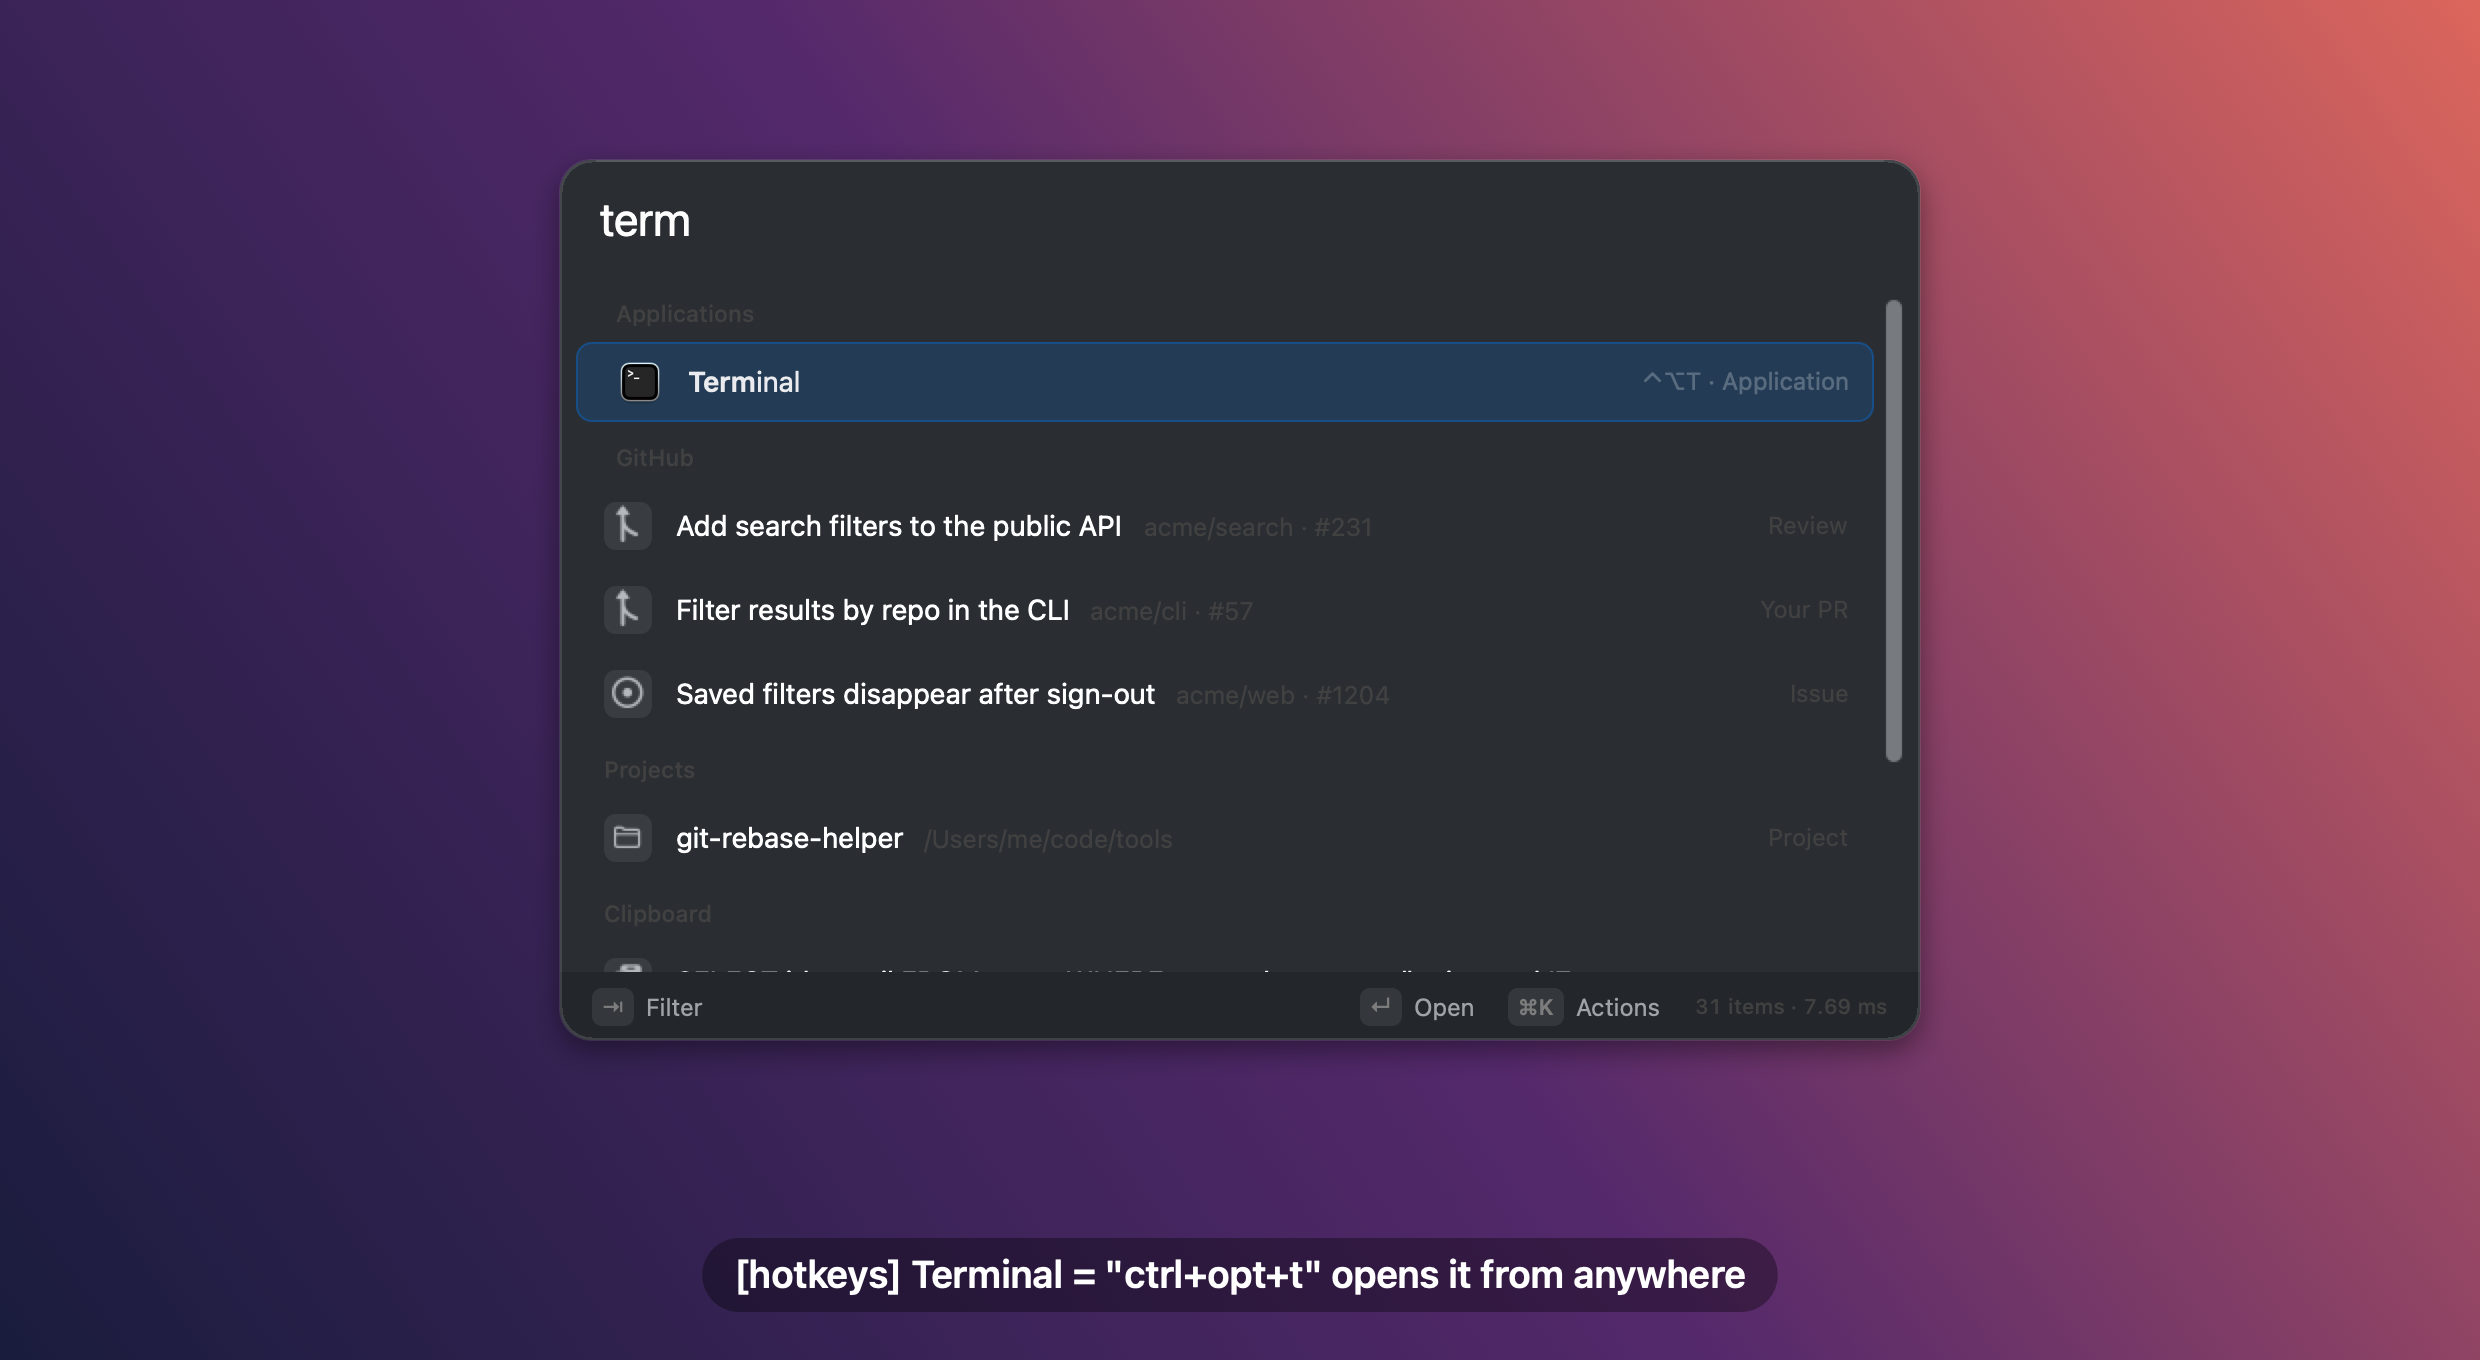 term
Applications
>_
Terminal ⌃⌥T · Application
GitHub
Add search filters to the public API acme/search · #231 Review
Filter results by repo in the CLI acme/cli · #57 Your PR
Saved filters disappear after sign-out acme/web · #1204 Issue
Projects
git-rebase-helper /Users/me/code/tools Project
Clipboard
⇥ Filter ↵ Open ⌘K Actions 31 items · 7.69 ms
[hotkeys] Terminal = "ctrl+opt+t" opens it from anywhere